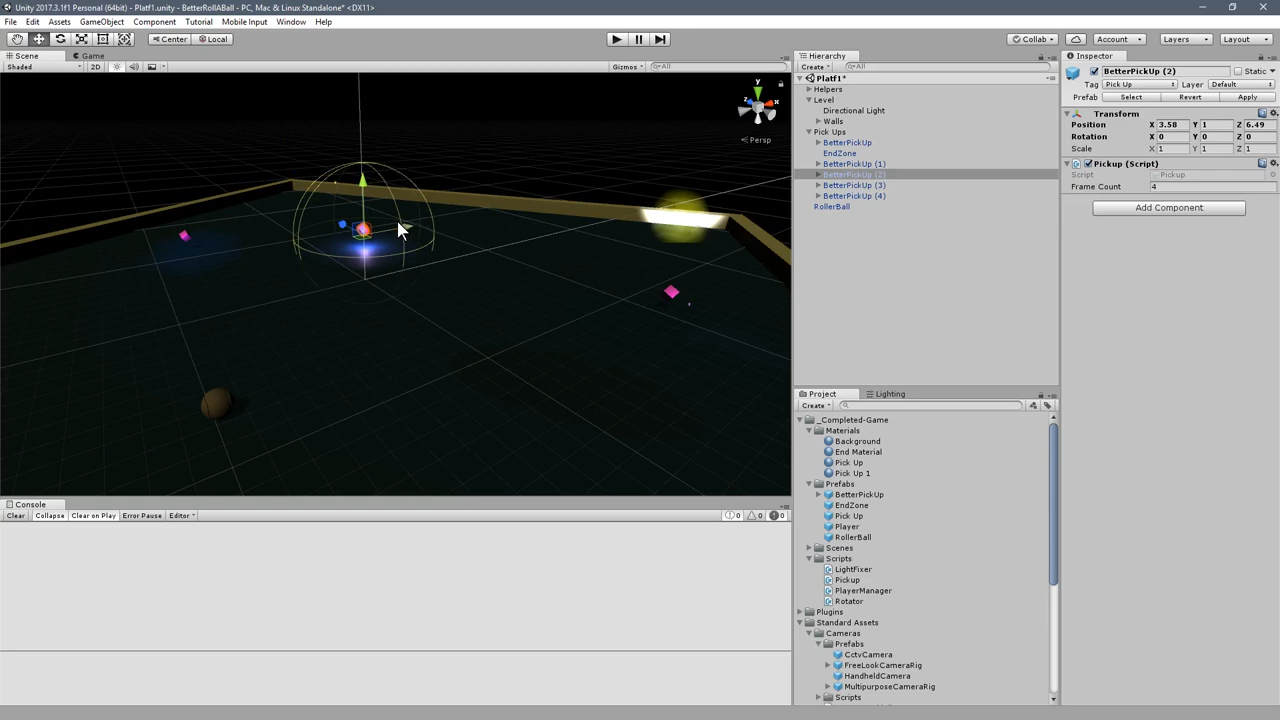 Unity 2017.3.1f1 Personal (64bit) - Platf1.unity - BetterRollABall - PC, Mac & Linux Standalone* <DX11>
File Edit Assets GameObject Component Tutorial Mobile Input Window Help
Center Local Collab Account Layers Layout
Scene Game
Shaded 2D Gizmos All
y
x
z
Persp
Console
Clear Collapse Clear on Play Error Pause Editor 0 0 0
Hierarchy
Create All
Platf1*
Helpers
Level
Directional Light
Walls
Pick Ups
BetterPickUp
EndZone
BetterPickUp (1)
BetterPickUp (2)
BetterPickUp (3)
BetterPickUp (4)
RollerBall
Project Lighting
Create
_Completed-Game
Materials
Background
End Material
Pick Up
Pick Up 1
Prefabs
BetterPickUp
EndZone
Pick Up
Player
RollerBall
Scenes
Scripts
LightFixer
Pickup
PlayerManager
Rotator
Plugins
Standard Assets
Cameras
Prefabs
CctvCamera
FreeLookCameraRig
HandheldCamera
MultipurposeCameraRig
Scripts
Inspector
BetterPickUp (2) Static
Tag Pick Up Layer Default
Prefab Select Revert Apply
Transform
Position X 3.58 Y 1 Z 6.49
Rotation X 0 Y 0 Z 0
Scale X 1 Y 1 Z 1
Pickup (Script)
Script Pickup
Frame Count 4
Add Component